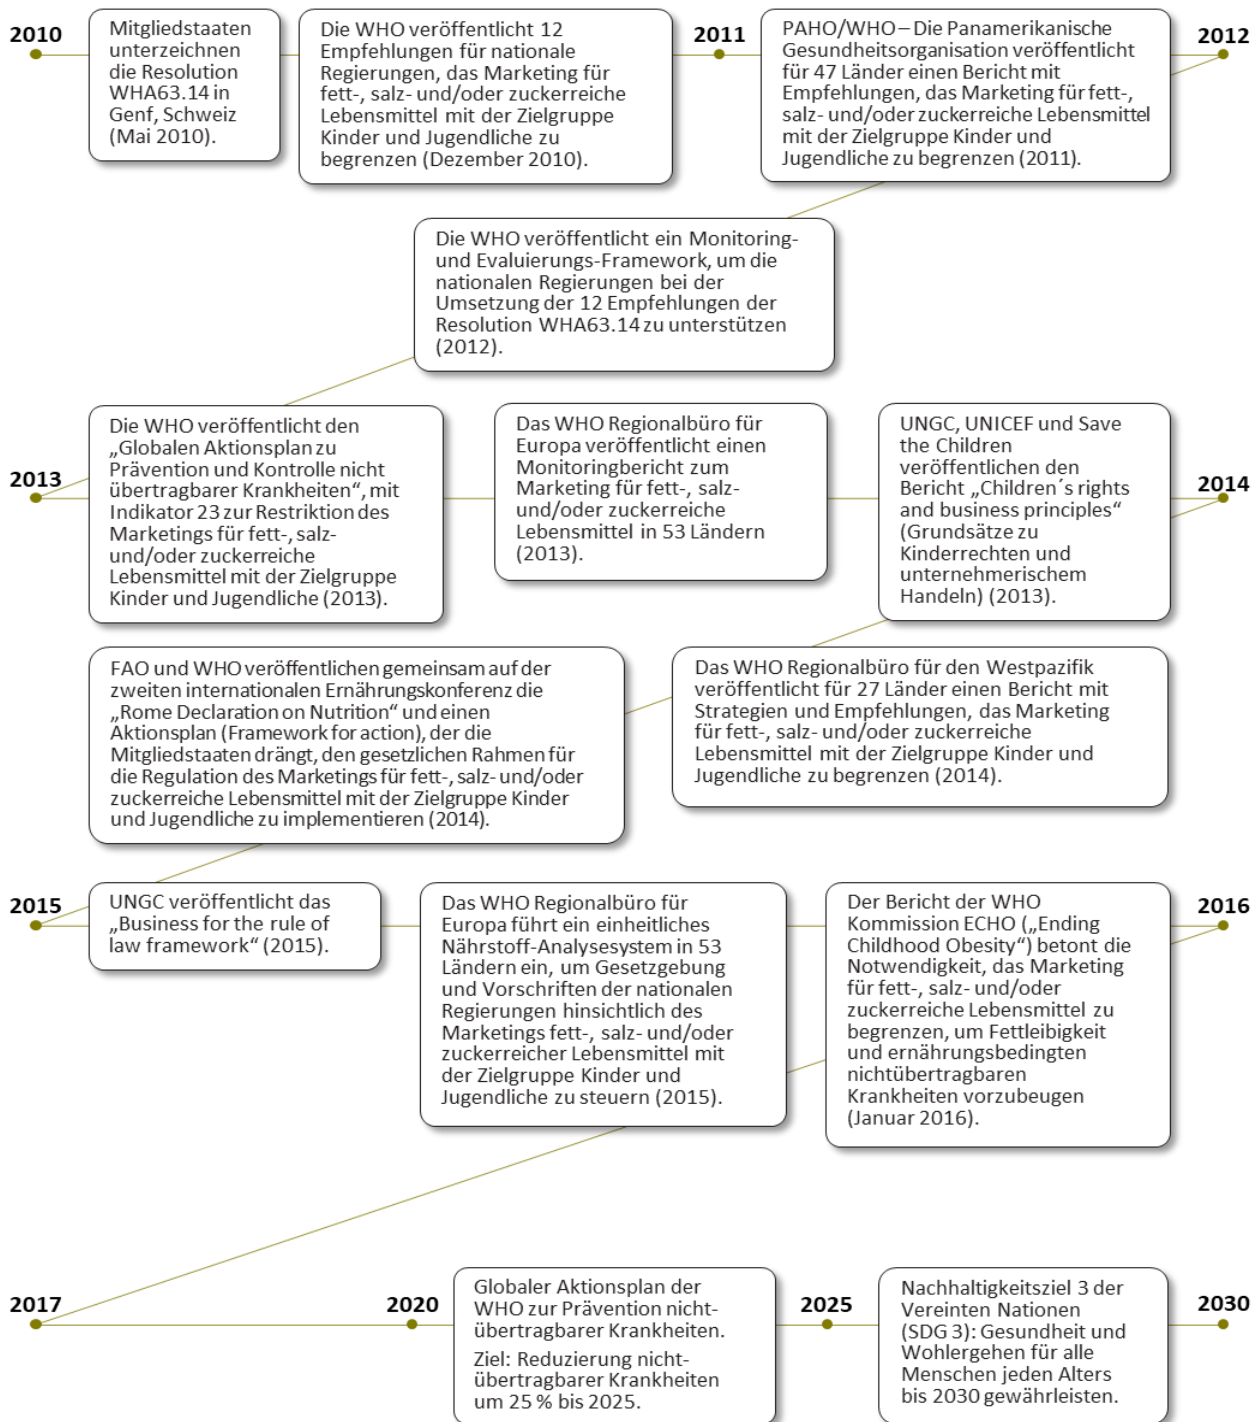 2010
Mitgliedstaaten
unterzeichnen
die Resolution
WHA63.14 in
Genf, Schweiz
(Mai 2010).
Die WHO veröffentlicht 12
Empfehlungen für nationale
Regierungen, das Marketing für
fett-, salz- und/oder zuckerreiche
Lebensmittel mit der Zielgruppe
Kinder und Jugendliche zu
begrenzen (Dezember 2010).
2011
PAHO/WHO – Die Panamerikanische
Gesundheitsorganisation veröffentlicht
für 47 Länder einen Bericht mit
Empfehlungen, das Marketing für fett-,
salz- und/oder zuckerreiche Lebensmittel
mit der Zielgruppe Kinder und
Jugendliche zu begrenzen (2011).
2012
Die WHO veröffentlicht ein Monitoring-
und Evaluierungs-Framework, um die
nationalen Regierungen bei der
Umsetzung der 12 Empfehlungen der
Resolution WHA63.14 zu unterstützen
(2012).
2013
Die WHO veröffentlicht den
„Globalen Aktionsplan zu
Prävention und Kontrolle nicht
übertragbarer Krankheiten“, mit
Indikator 23 zur Restriktion des
Marketings für fett-, salz-
und/oder zuckerreiche
Lebensmittel mit der Zielgruppe
Kinder und Jugendliche (2013).
Das WHO Regionalbüro für
Europa veröffentlicht einen
Monitoringbericht zum
Marketing für fett-, salz-
und/oder zuckerreiche
Lebensmittel in 53 Ländern
(2013).
UNGC, UNICEF und Save
the Children
veröffentlichen den
Bericht „Children´s rights
and business principles“
(Grundsätze zu
Kinderrechten und
unternehmerischem
Handeln) (2013).
2014
FAO und WHO veröffentlichen gemeinsam auf der
zweiten internationalen Ernährungskonferenz die
„Rome Declaration on Nutrition“ und einen
Aktionsplan (Framework for action), der die
Mitgliedstaaten drängt, den gesetzlichen Rahmen für
die Regulation des Marketings für fett-, salz- und/oder
zuckerreiche Lebensmittel mit der Zielgruppe Kinder
und Jugendliche zu implementieren (2014).
Das WHO Regionalbüro für den Westpazifik
veröffentlicht für 27 Länder einen Bericht mit
Strategien und Empfehlungen, das Marketing
für fett-, salz- und/oder zuckerreiche
Lebensmittel mit der Zielgruppe Kinder und
Jugendliche zu begrenzen (2014).
2015
UNGC veröffentlicht das
„Business for the rule of
law framework“ (2015).
Das WHO Regionalbüro für
Europa führt ein einheitliches
Nährstoff-Analysesystem in 53
Ländern ein, um Gesetzgebung
und Vorschriften der nationalen
Regierungen hinsichtlich des
Marketings fett-, salz- und/oder
zuckerreicher Lebensmittel mit
der Zielgruppe Kinder und
Jugendliche zu steuern (2015).
Der Bericht der WHO
Kommission ECHO („Ending
Childhood Obesity“) betont die
Notwendigkeit, das Marketing
für fett-, salz- und/oder
zuckerreiche Lebensmittel zu
begrenzen, um Fettleibigkeit
und ernährungsbedingten
nichtübertragbaren
Krankheiten vorzubeugen
(Januar 2016).
2016
2017
2020
Globaler Aktionsplan der
WHO zur Prävention nicht-
übertragbarer Krankheiten.
Ziel: Reduzierung nicht-
übertragbarer Krankheiten
um 25 % bis 2025.
2025
Nachhaltigkeitsziel 3 der
Vereinten Nationen
(SDG 3): Gesundheit und
Wohlergehen für alle
Menschen jeden Alters
bis 2030 gewährleisten.
2030